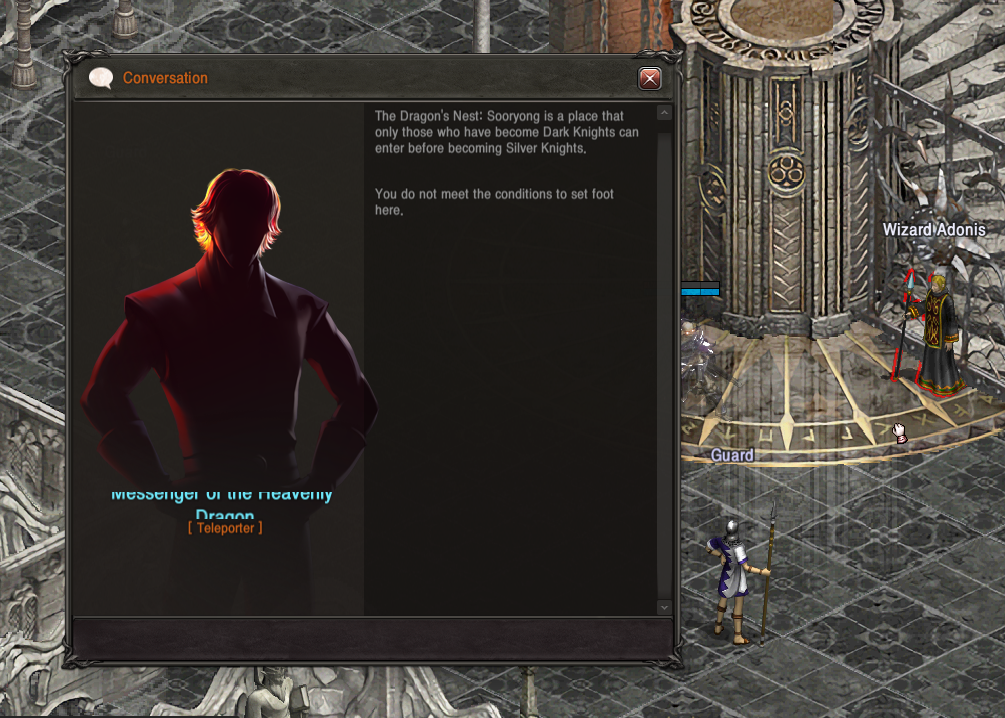 Conversation
The Dragon's Nest: Sooryong is a place that
only those who have become Dark Knights can
enter before becoming Silver Knights.
You do not meet the conditions to set foot
here.
Messenger of the Heavenly
Dragon
[ Teleporter ]
Wizard Adonis
Guard